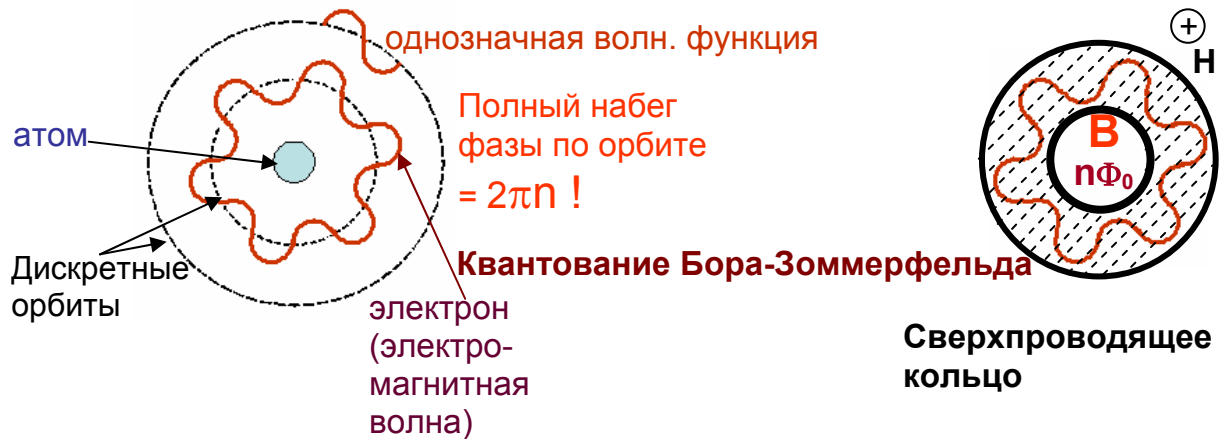 однозначная волн. функция
Полный набег
фазы по орбите
= 2πn !
атом
Дискретные
орбиты
Квантование Бора-Зоммерфельда
электрон
(электро-
магнитная
волна)
+
H
B
nΦ₀
Сверхпроводящее
кольцо